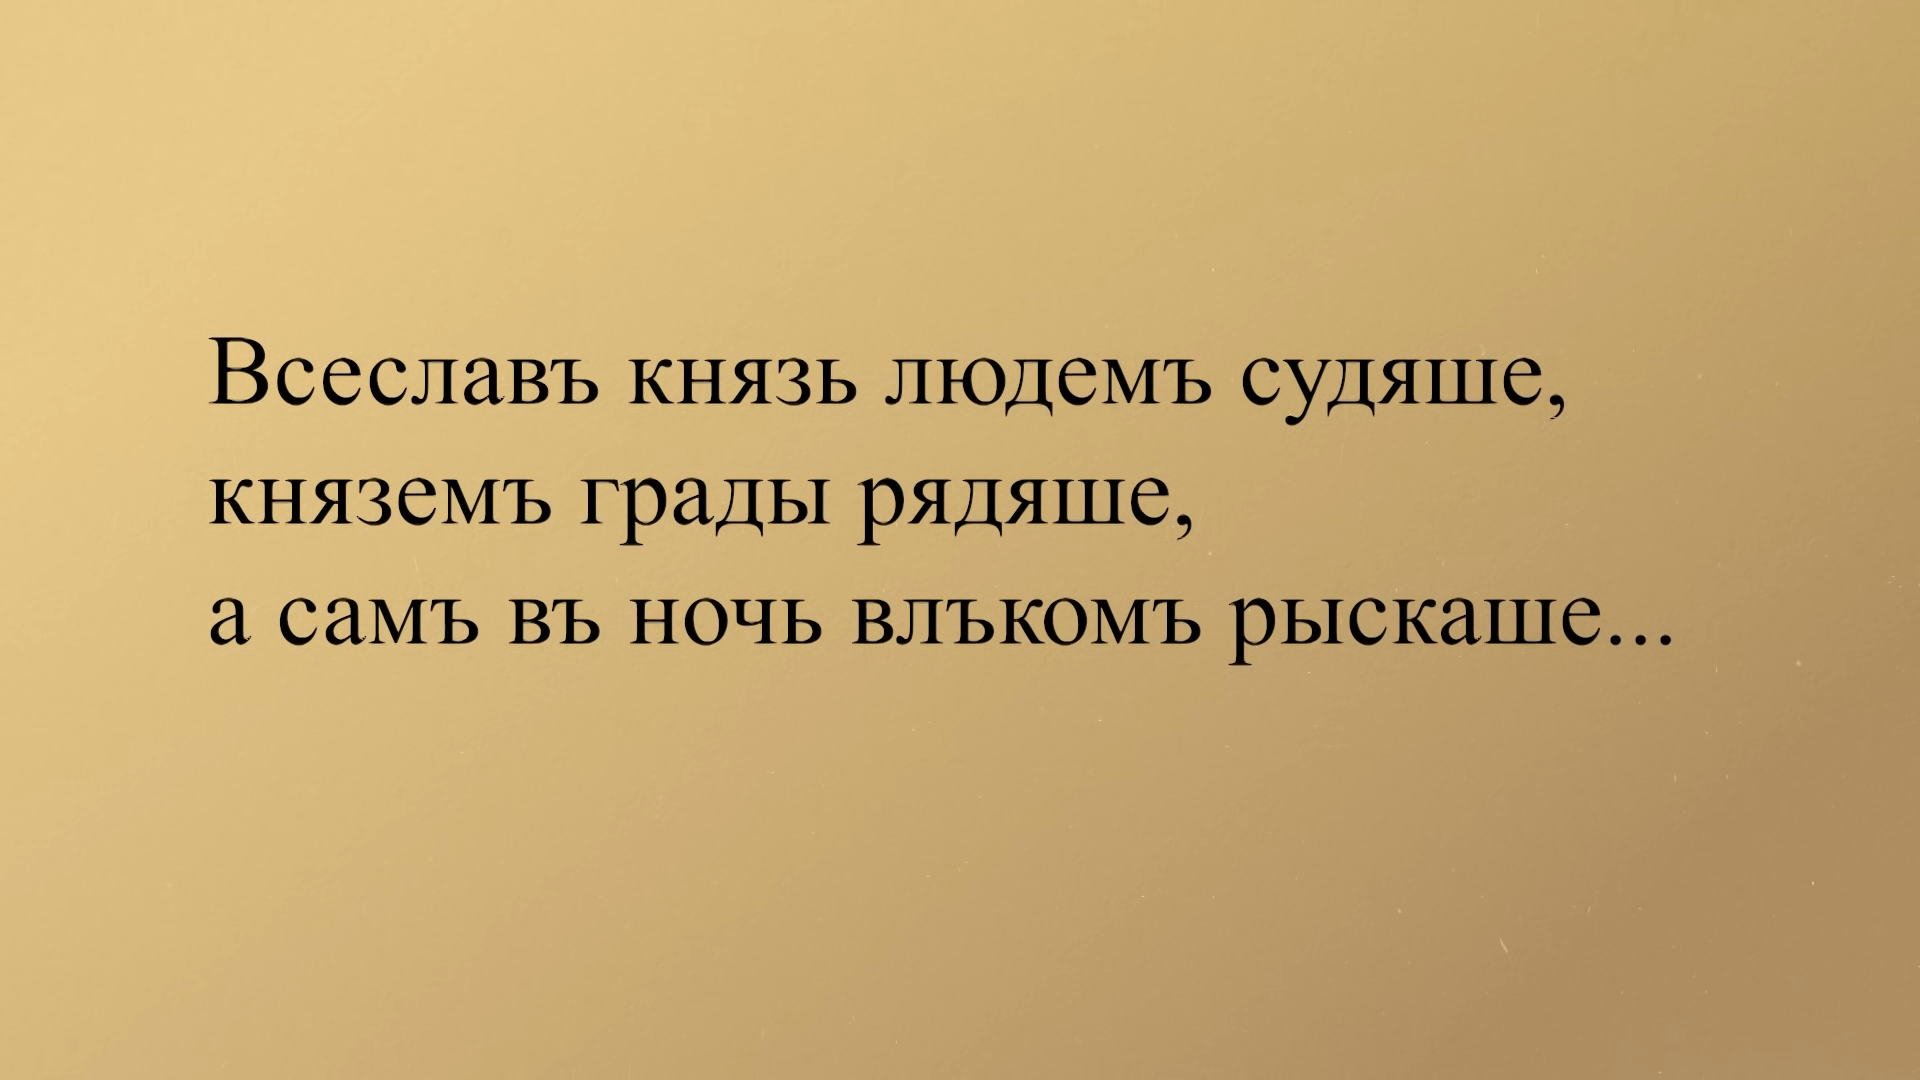 Всеславъ князь людемъ судяше,
княземъ грады рядяше,
а самъ въ ночь влъкомъ рыскаше...